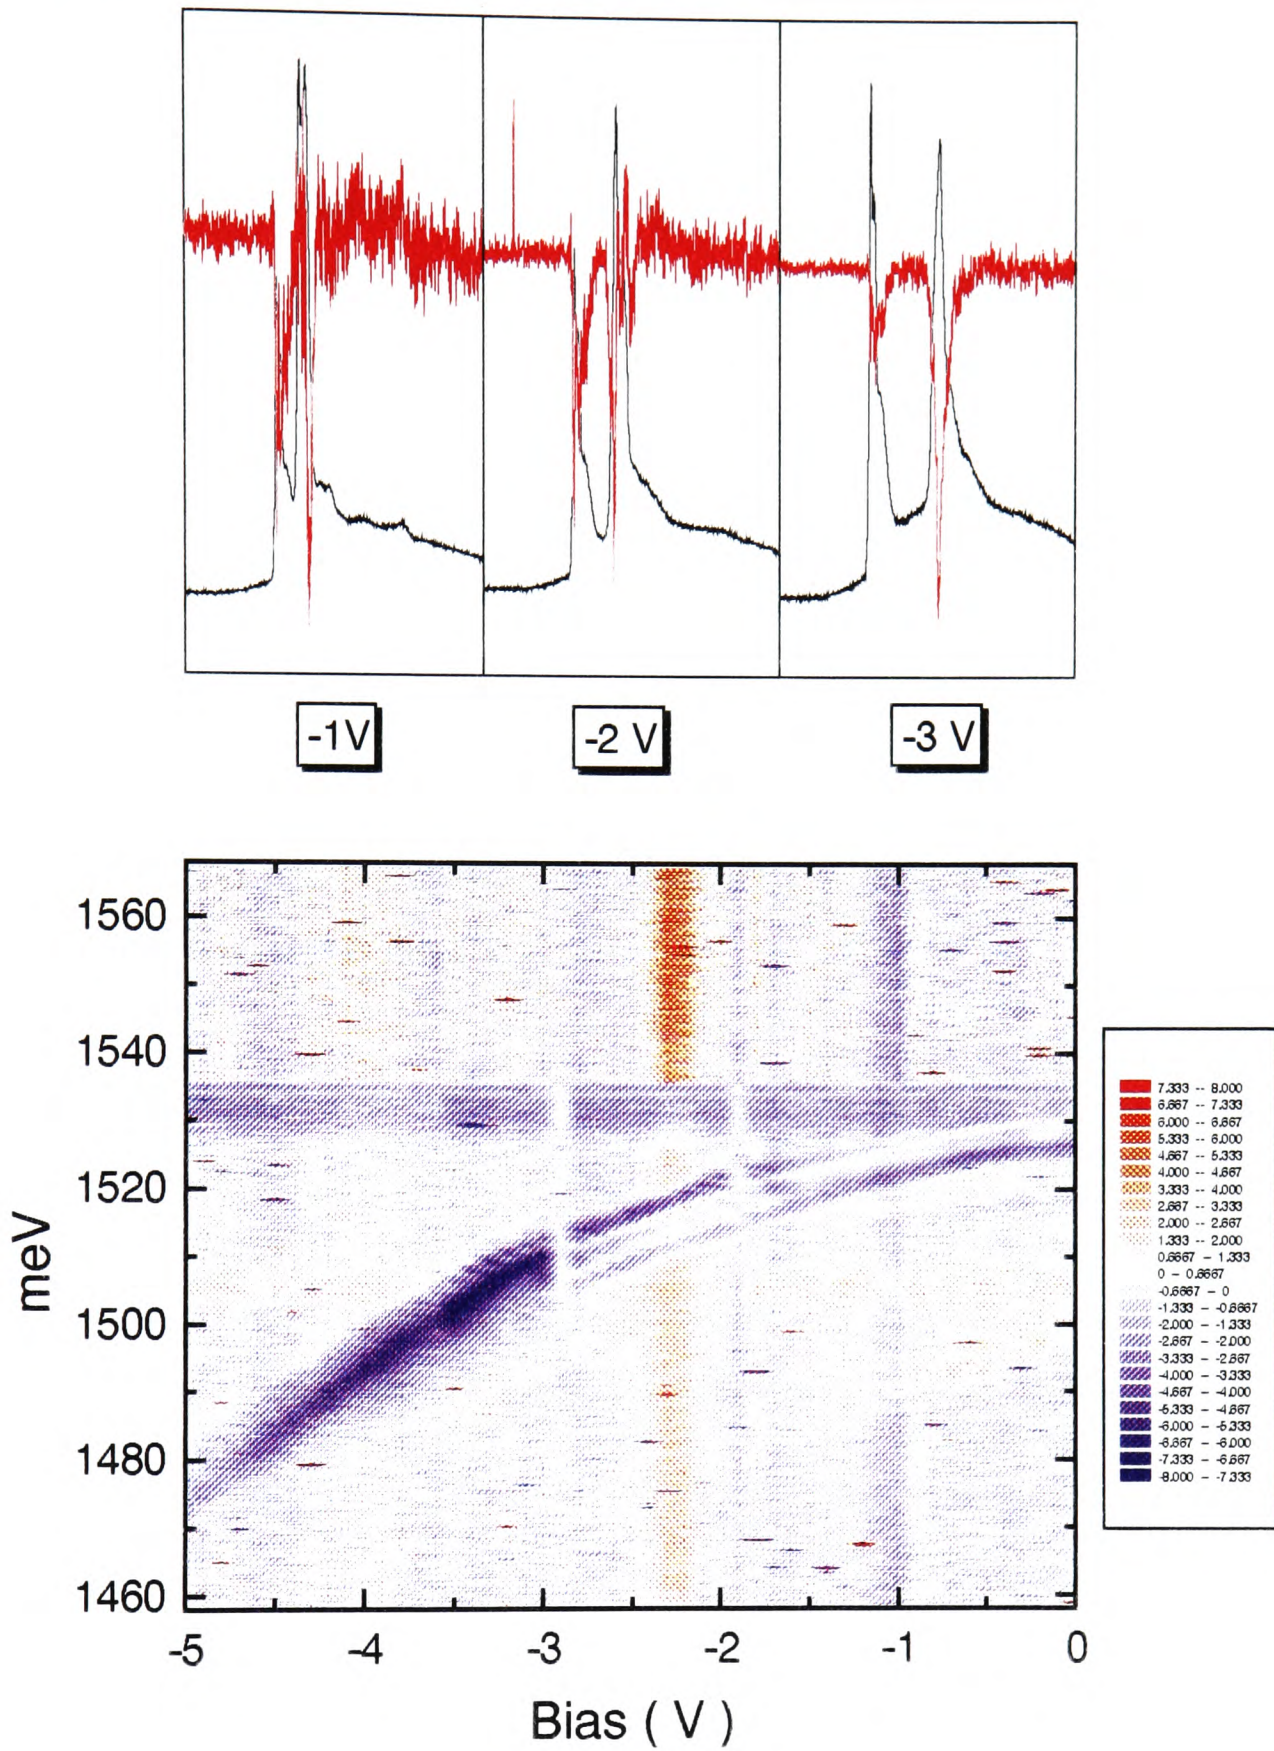 -1V
-2 V
-3 V
1560
1540
1520
1500
1480
1460
meV
-5
-4
-3
-2
-1
0
Bias ( V )
7.333 -- 8.000
6.667 -- 7.333
6.000 -- 6.667
5.333 -- 6.000
4.667 -- 5.333
4.000 -- 4.667
3.333 -- 4.000
2.667 -- 3.333
2.000 -- 2.667
1.333 -- 2.000
0.6667 -- 1.333
0 -- 0.6667
-0.6667 -- 0
-1.333 -- -0.6667
-2.000 -- -1.333
-2.667 -- -2.000
-3.333 -- -2.667
-4.000 -- -3.333
-4.667 -- -4.000
-5.333 -- -4.667
-6.000 -- -5.333
-6.667 -- -6.000
-7.333 -- -6.667
-8.000 -- -7.333